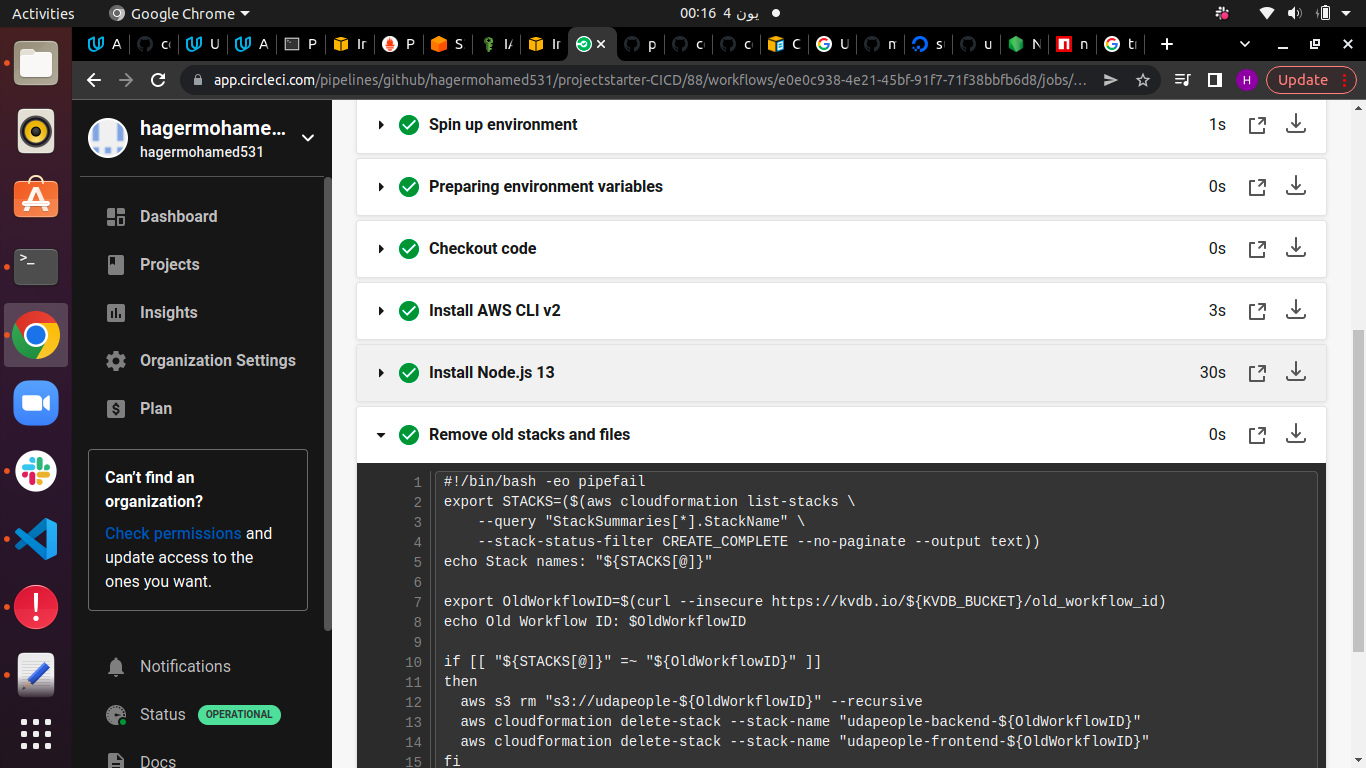 Activities
Google Chrome
00:16 4 يون
A
c
U
A
P
Ir
P
S
IA
Ir
p
c
c
C
U
m
s
u
N
n
tr
app.circleci.com/pipelines/github/hagermohamed531/projectstarter-CICD/88/workflows/e0e0c938-4e21-45bf-91f7-71f38bbfb6d8/jobs/...
H
Update
hagermohame...
hagermohamed531
Dashboard
Projects
Insights
Organization Settings
Plan
Can't find an
organization?
Check permissions and
update access to the
ones you want.
Notifications
Status OPERATIONAL
Docs
Spin up environment 1s
Preparing environment variables 0s
Checkout code 0s
Install AWS CLI v2 3s
Install Node.js 13 30s
Remove old stacks and files 0s
1 #!/bin/bash -eo pipefail
2 export STACKS=($(aws cloudformation list-stacks \
3 --query "StackSummaries[*].StackName" \
4 --stack-status-filter CREATE_COMPLETE --no-paginate --output text))
5 echo Stack names: "${STACKS[@]}"
6
7 export OldWorkflowID=$(curl --insecure https://kvdb.io/${KVDB_BUCKET}/old_workflow_id)
8 echo Old Workflow ID: $OldWorkflowID
9
10 if [[ "${STACKS[@]}" =~ "${OldWorkflowID}" ]]
11 then
12 aws s3 rm "s3://udapeople-${OldWorkflowID}" --recursive
13 aws cloudformation delete-stack --stack-name "udapeople-backend-${OldWorkflowID}"
14 aws cloudformation delete-stack --stack-name "udapeople-frontend-${OldWorkflowID}"
15 fi